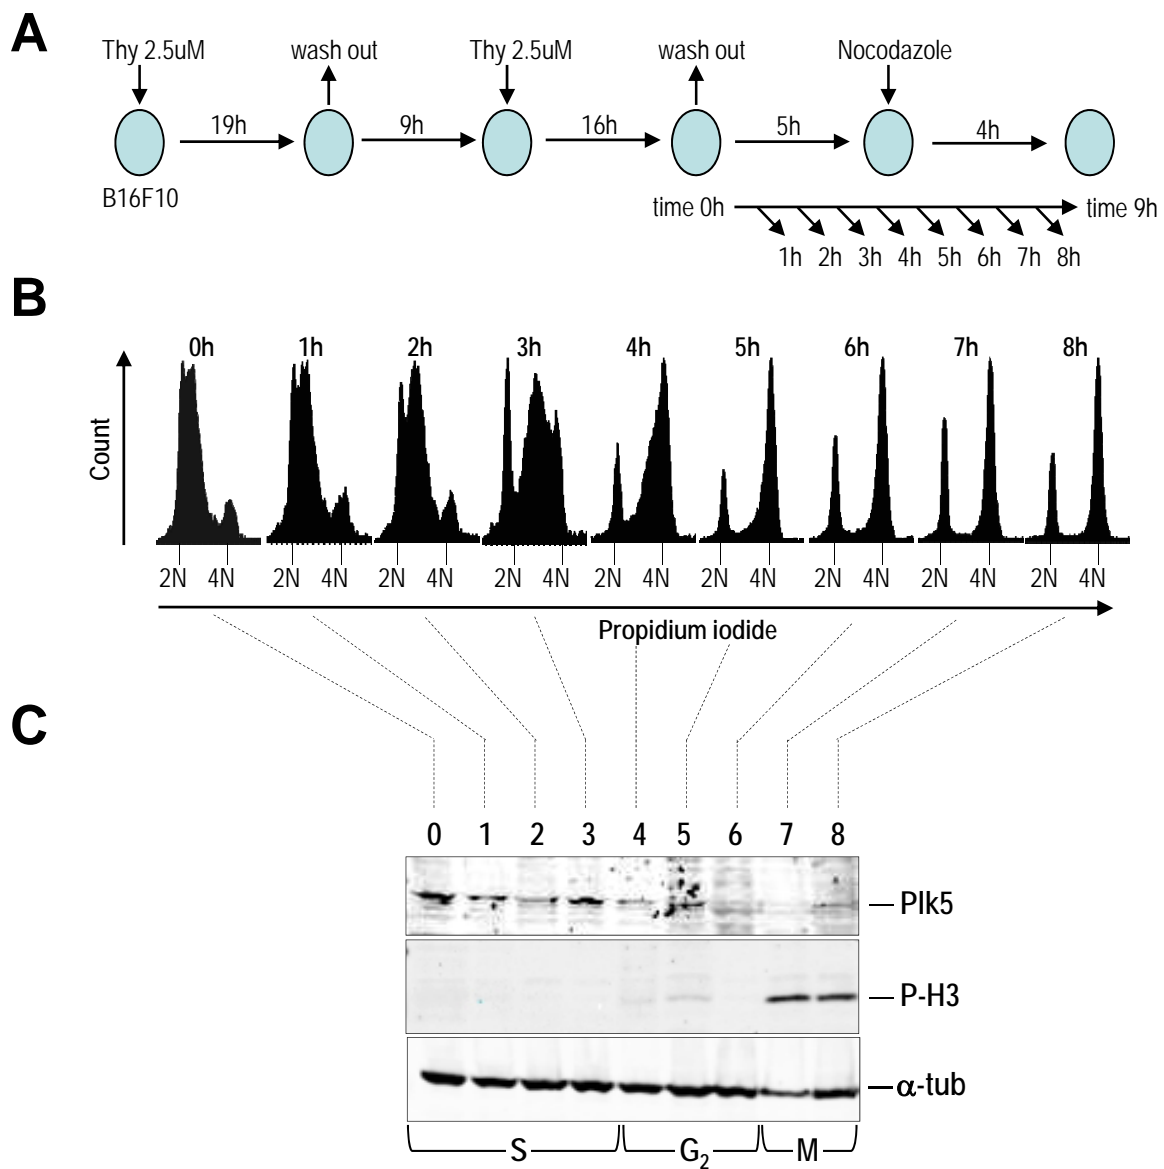 A
Thy 2.5uM wash out Thy 2.5uM wash out Nocodazole
19h 9h 16h 5h 4h
B16F10
time 0h time 9h
1h 2h 3h 4h 5h 6h 7h 8h
B
0h 1h 2h 3h 4h 5h 6h 7h 8h
Count
2N 4N 2N 4N 2N 4N 2N 4N 2N 4N 2N 4N 2N 4N 2N 4N 2N 4N
Propidium iodide
C
0 1 2 3 4 5 6 7 8
Plk5
P-H3
α-tub
S G2 M